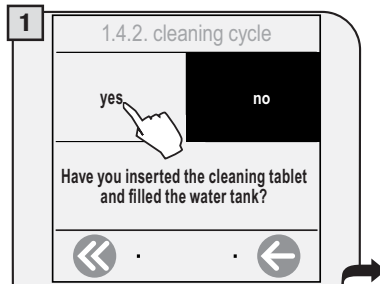 1
1.4.2. cleaning cycle
yes
no
Have you inserted the cleaning tablet
and filled the water tank?